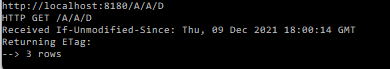 http://localhost:8180/A/A/D
HTTP GET /A/A/D
Received If-Unmodified-Since: Thu, 09 Dec 2021 18:00:14 GMT
Returning ETag:
--> 3 rows